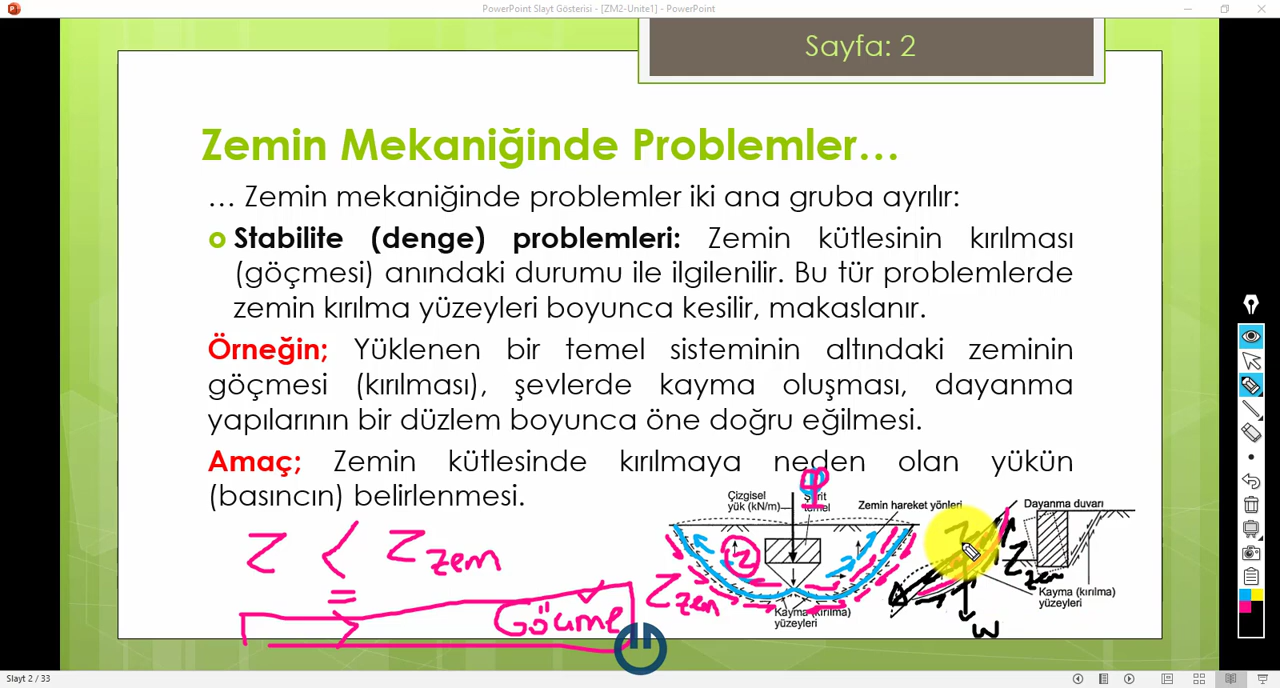 PowerPoint Slayt Gösterisi - [ZM2-Unite1] - PowerPoint
Sayfa: 2
Zemin Mekaniğinde Problemler…
… Zemin mekaniğinde problemler iki ana gruba ayrılır:
Stabilite (denge) problemleri: Zemin kütlesinin kırılması
(göçmesi) anındaki durumu ile ilgilenilir. Bu tür problemlerde
zemin kırılma yüzeyleri boyunca kesilir, makaslanır.
Örneğin; Yüklenen bir temel sisteminin altındaki zeminin
göçmesi (kırılması), şevlerde kayma oluşması, dayanma
yapılarının bir düzlem boyunca öne doğru eğilmesi.
Amaç; Zemin kütlesinde kırılmaya neden olan yükün
(basıncın) belirlenmesi.
Çizgisel
yük (kN/m)
temel
Zemin hareket yönleri
Dayanma duvarı
Kayma (kırılma)
yüzeyleri
Kayma (kırılma)
yüzeyleri
Z < Z zem
=
> Göçme
Z
Z zem
Z
Z zem
W
Slayt 2 / 33